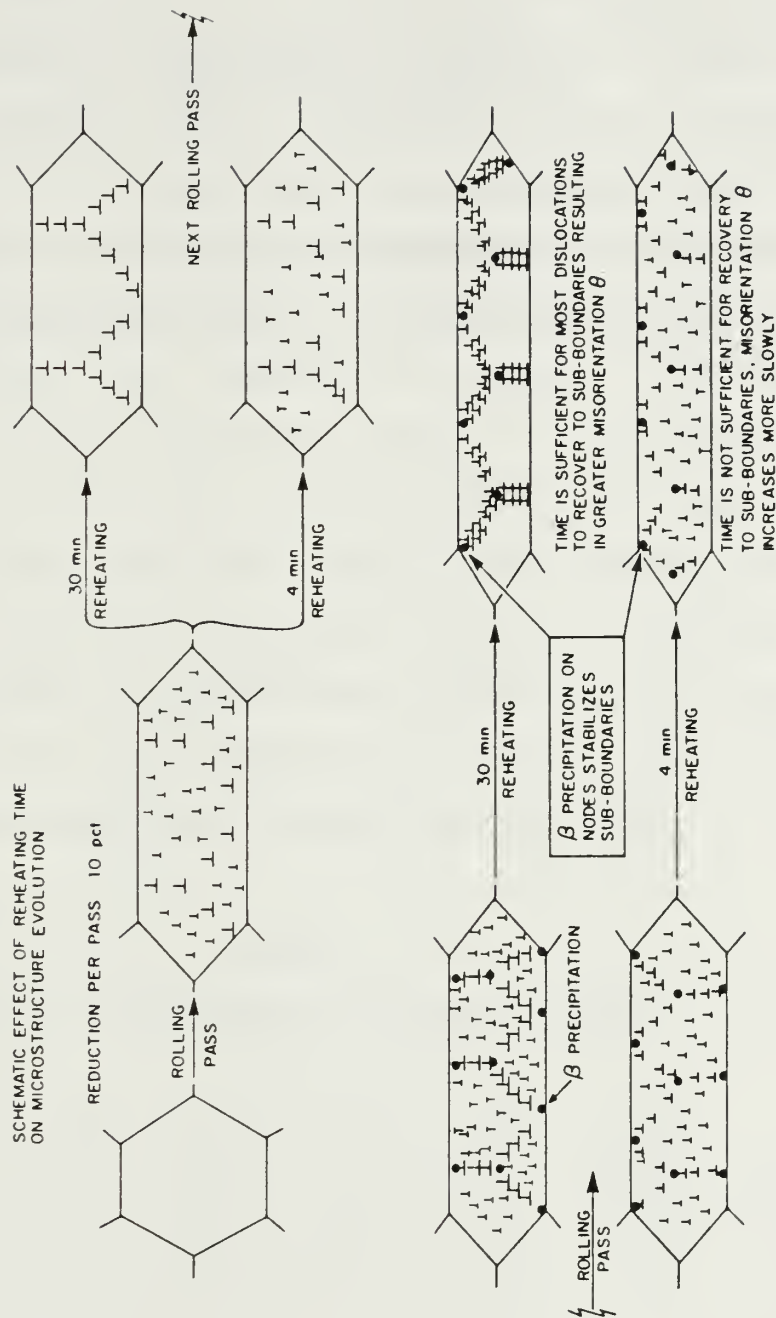 SCHEMATIC EFFECT OF REHEATING TIME
ON MICROSTRUCTURE EVOLUTION
REDUCTION PER PASS 10 pct
ROLLING
PASS
30 min
REHEATING
4 min
REHEATING
NEXT ROLLING PASS
ROLLING
PASS
β PRECIPITATION
30 min
REHEATING
β PRECIPITATION ON
NODES STABILIZES
SUB-BOUNDARIES
4 min
REHEATING
TIME IS SUFFICIENT FOR MOST DISLOCATIONS
TO RECOVER TO SUB-BOUNDARIES RESULTING
IN GREATER MISORIENTATION θ
TIME IS NOT SUFFICIENT FOR RECOVERY
TO SUB-BOUNDARIES, MISORIENTATION θ
INCREASES MORE SLOWLY